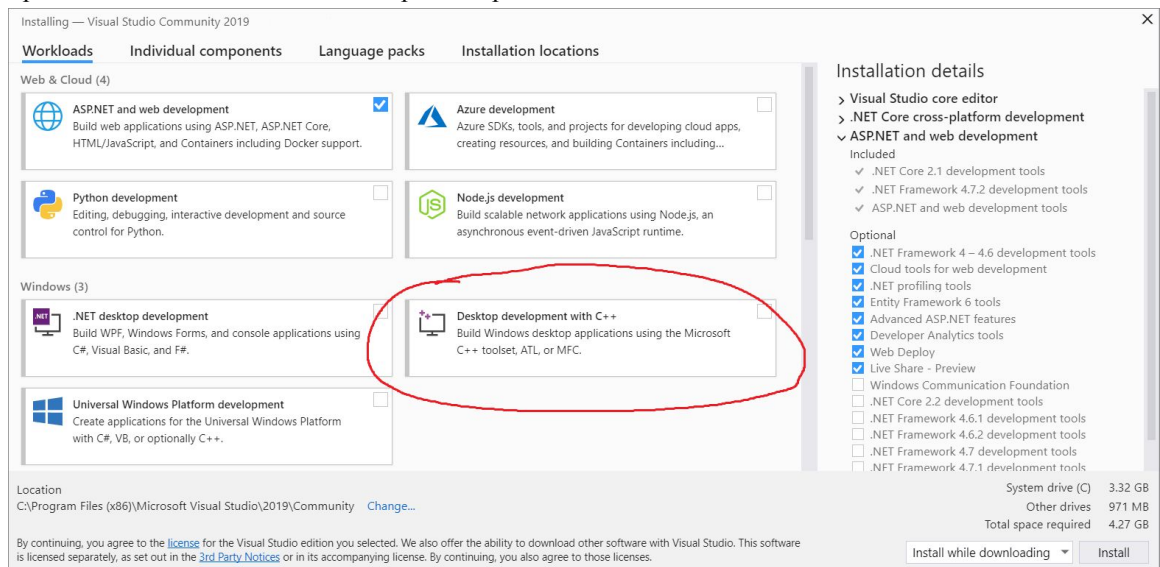 Installing — Visual Studio Community 2019
Workloads Individual components Language packs Installation locations
Web & Cloud (4)
ASP.NET and web development
Build web applications using ASP.NET, ASP.NET Core,
HTML/JavaScript, and Containers including Docker support.
Azure development
Azure SDKs, tools, and projects for developing cloud apps,
creating resources, and building Containers including...
Python development
Editing, debugging, interactive development and source
control for Python.
Node.js development
Build scalable network applications using Node.js, an
asynchronous event-driven JavaScript runtime.
Windows (3)
.NET
.NET desktop development
Build WPF, Windows Forms, and console applications using
C#, Visual Basic, and F#.
Desktop development with C++
Build Windows desktop applications using the Microsoft
C++ toolset, ATL, or MFC.
Universal Windows Platform development
Create applications for the Universal Windows Platform
with C#, VB, or optionally C++.
Installation details
Visual Studio core editor
.NET Core cross-platform development
ASP.NET and web development
Included
.NET Core 2.1 development tools
.NET Framework 4.7.2 development tools
ASP.NET and web development tools
Optional
.NET Framework 4 – 4.6 development tools
Cloud tools for web development
.NET profiling tools
Entity Framework 6 tools
Advanced ASP.NET features
Developer Analytics tools
Web Deploy
Live Share - Preview
Windows Communication Foundation
.NET Core 2.2 development tools
.NET Framework 4.6.1 development tools
.NET Framework 4.6.2 development tools
.NET Framework 4.7 development tools
.NET Framework 4.7.1 development tools
Location
C:\Program Files (x86)\Microsoft Visual Studio\2019\Community Change...
By continuing, you agree to the license for the Visual Studio edition you selected. We also offer the ability to download other software with Visual Studio. This software
is licensed separately, as set out in the 3rd Party Notices or in its accompanying license. By continuing, you also agree to those licenses.
System drive (C) 3.32 GB
Other drives 971 MB
Total space required 4.27 GB
Install while downloading Install